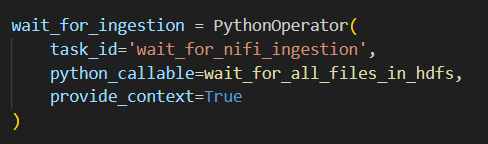 wait_for_ingestion = PythonOperator(
    task_id='wait_for_nifi_ingestion',
    python_callable=wait_for_all_files_in_hdfs,
    provide_context=True
)